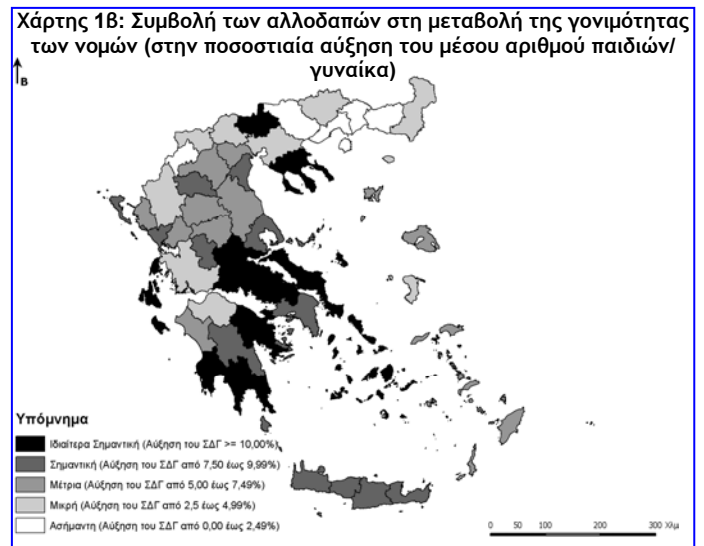 Χάρτης 1β: Συμβολή των αλλοδαπών στη μεταβολή της γονιμότητας
των νομών (στην ποσοστιαία αύξηση του μέσου αριθμού παιδιών/
γυναίκα)
Β
Υπόμνημα
Ιδιαίτερα Σημαντική (Αύξηση του ΣΔΓ >= 10,00%)
Σημαντική (Αύξηση του ΣΔΓ από 7,50 έως 9,99%)
Μέτρια (Αύξηση του ΣΔΓ από 5,00 έως 7,49%)
Μικρή (Αύξηση του ΣΔΓ από 2,5 έως 4,99%)
Ασήμαντη (Αύξηση του ΣΔΓ από 0,00 έως 2,49%)
0 50 100 200 300 Χλμ